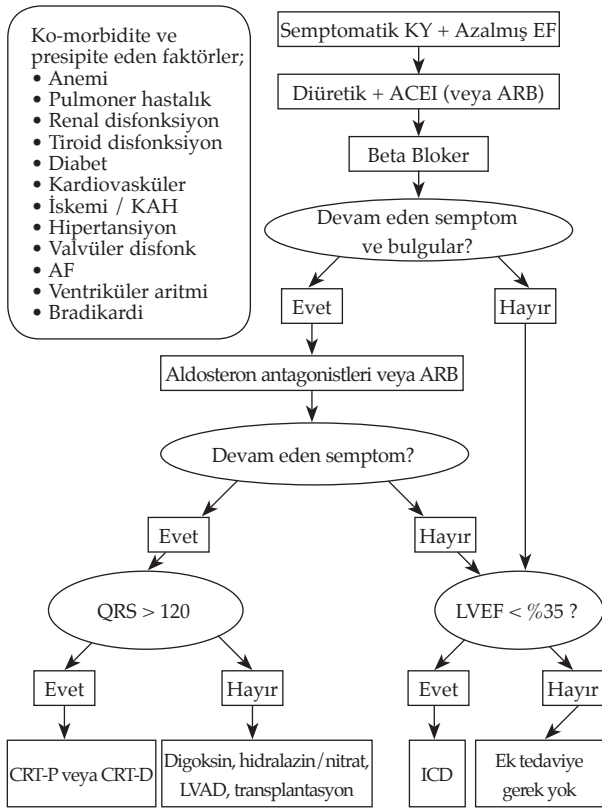 Ko-morbidite ve
presipite eden faktörler;
• Anemi
• Pulmoner hastalık
• Renal disfonksiyon
• Tiroid disfonksiyon
• Diabet
• Kardiovasküler
• İskemi / KAH
• Hipertansiyon
• Valvüler disfonk
• AF
• Ventriküler aritmi
• Bradikardi
Semptomatik KY + Azalmış EF
Diüretik + ACEI (veya ARB)
Beta Bloker
Devam eden semptom
ve bulgular?
Evet
Hayır
Aldosteron antagonistleri veya ARB
Devam eden semptom?
Evet
Hayır
QRS > 120
LVEF < %35 ?
Evet
Hayır
Evet
Hayır
CRT-P veya CRT-D
Digoksin, hidralazin/nitrat,
LVAD, transplantasyon
ICD
Ek tedaviye
gerek yok